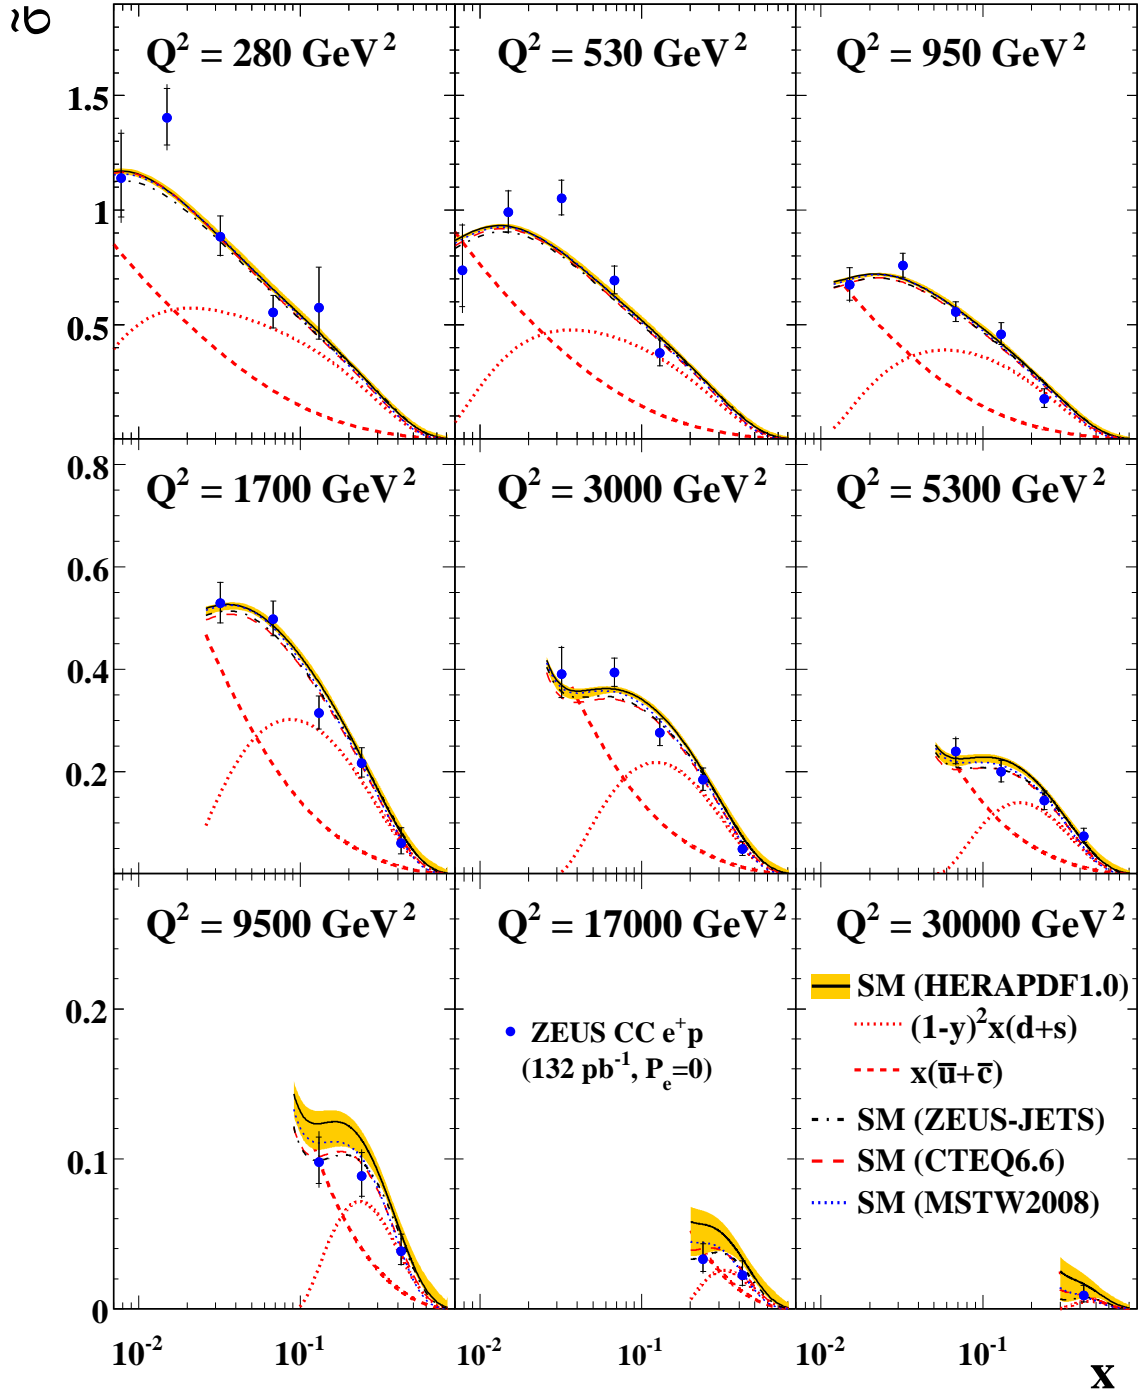 σ̃
Q² = 280 GeV²
Q² = 530 GeV²
Q² = 950 GeV²
1.5
1
0.5
Q² = 1700 GeV²
Q² = 3000 GeV²
Q² = 5300 GeV²
0.8
0.6
0.4
0.2
Q² = 9500 GeV²
Q² = 17000 GeV²
Q² = 30000 GeV²
0.2
0.1
0
ZEUS CC e⁺p
(132 pb⁻¹, Pₑ=0)
SM (HERAPDF1.0)
(1-y)²x(d+s)
x(u̅+c̅)
SM (ZEUS-JETS)
SM (CTEQ6.6)
SM (MSTW2008)
10⁻² 10⁻¹ 10⁻² 10⁻¹ 10⁻² 10⁻¹
x